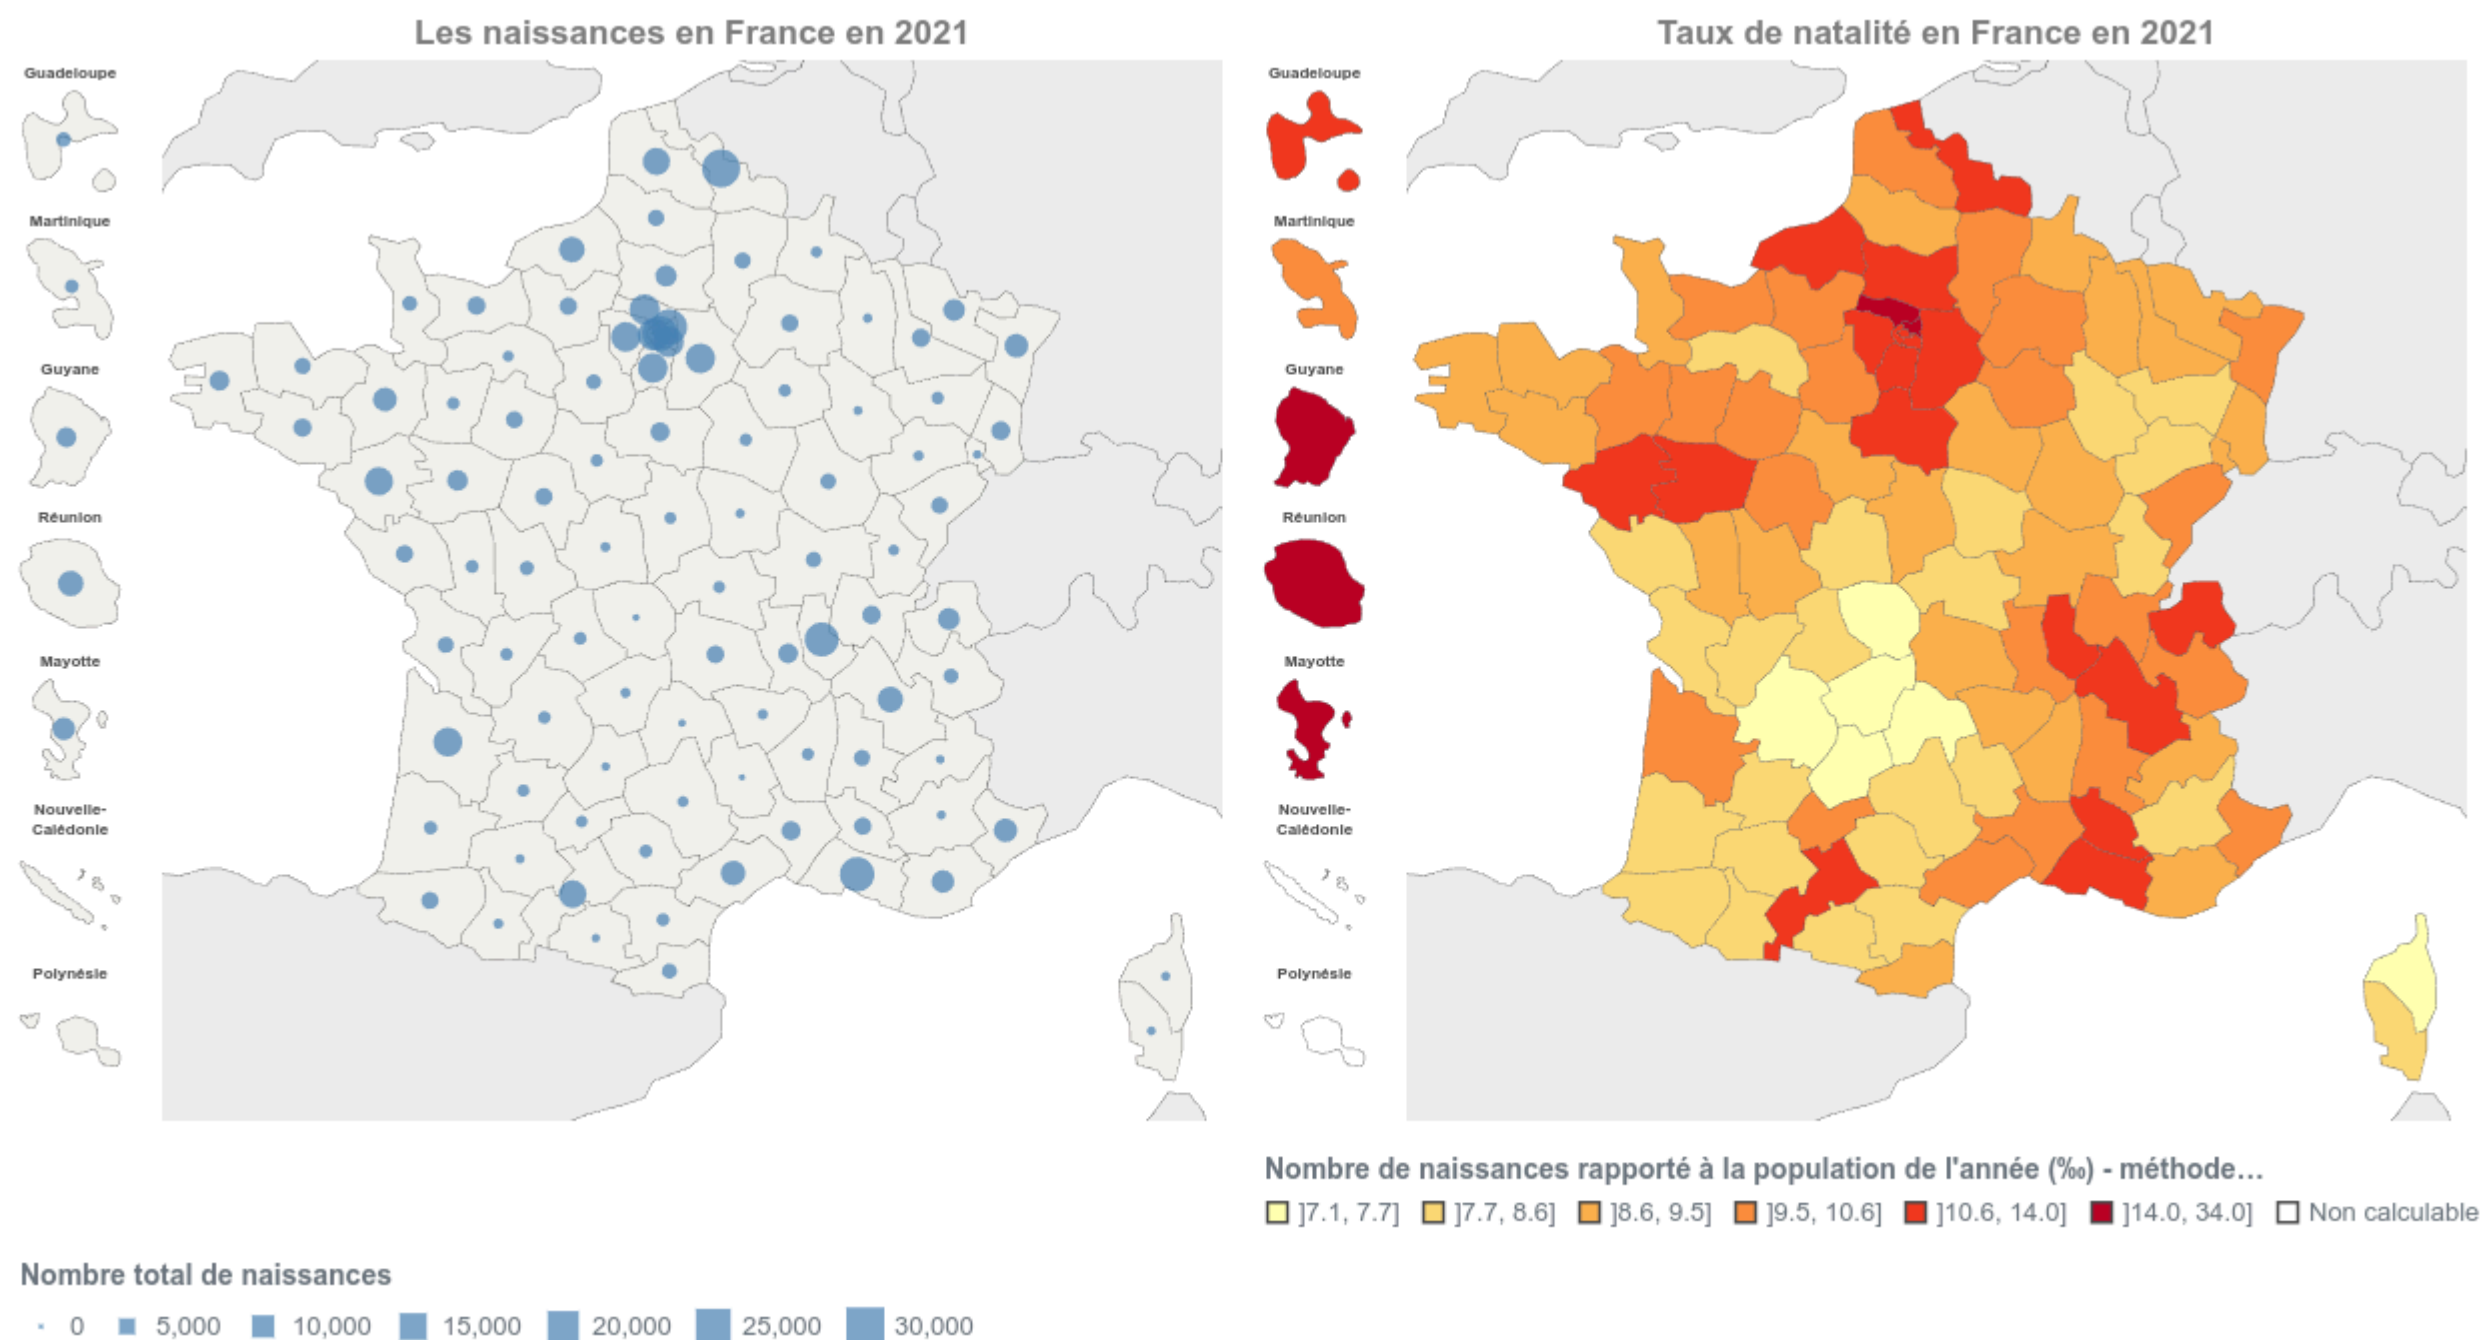 Les naissances en France en 2021
Guadeloupe
Martinique
Guyane
Réunion
Mayotte
Nouvelle-
Calédonie
Polynésie
Nombre total de naissances
0 5,000 10,000 15,000 20,000 25,000 30,000
Taux de natalité en France en 2021
Guadeloupe
Martinique
Guyane
Réunion
Mayotte
Nouvelle-
Calédonie
Polynésie
Nombre de naissances rapporté à la population de l'année (‰) - méthode…
]7.1, 7.7] ]7.7, 8.6] ]8.6, 9.5] ]9.5, 10.6] ]10.6, 14.0] ]14.0, 34.0] Non calculable